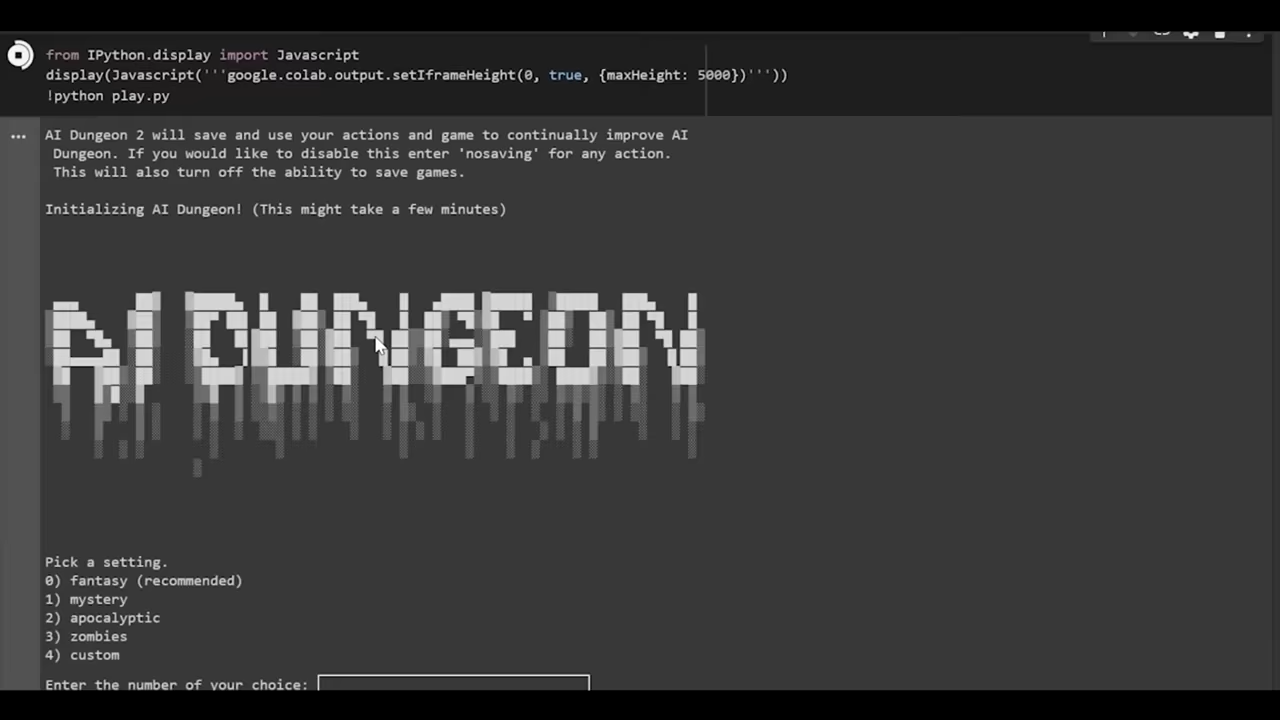 from IPython.display import Javascript
display(Javascript('''google.colab.output.setIframeHeight(0, true, {maxHeight: 5000})'''))
!python play.py
AI Dungeon 2 will save and use your actions and game to continually improve AI
Dungeon. If you would like to disable this enter 'nosaving' for any action.
This will also turn off the ability to save games.
Initializing AI Dungeon! (This might take a few minutes)
AI DUNGEON
Pick a setting.
0) fantasy (recommended)
1) mystery
2) apocalyptic
3) zombies
4) custom
Enter the number of your choice: